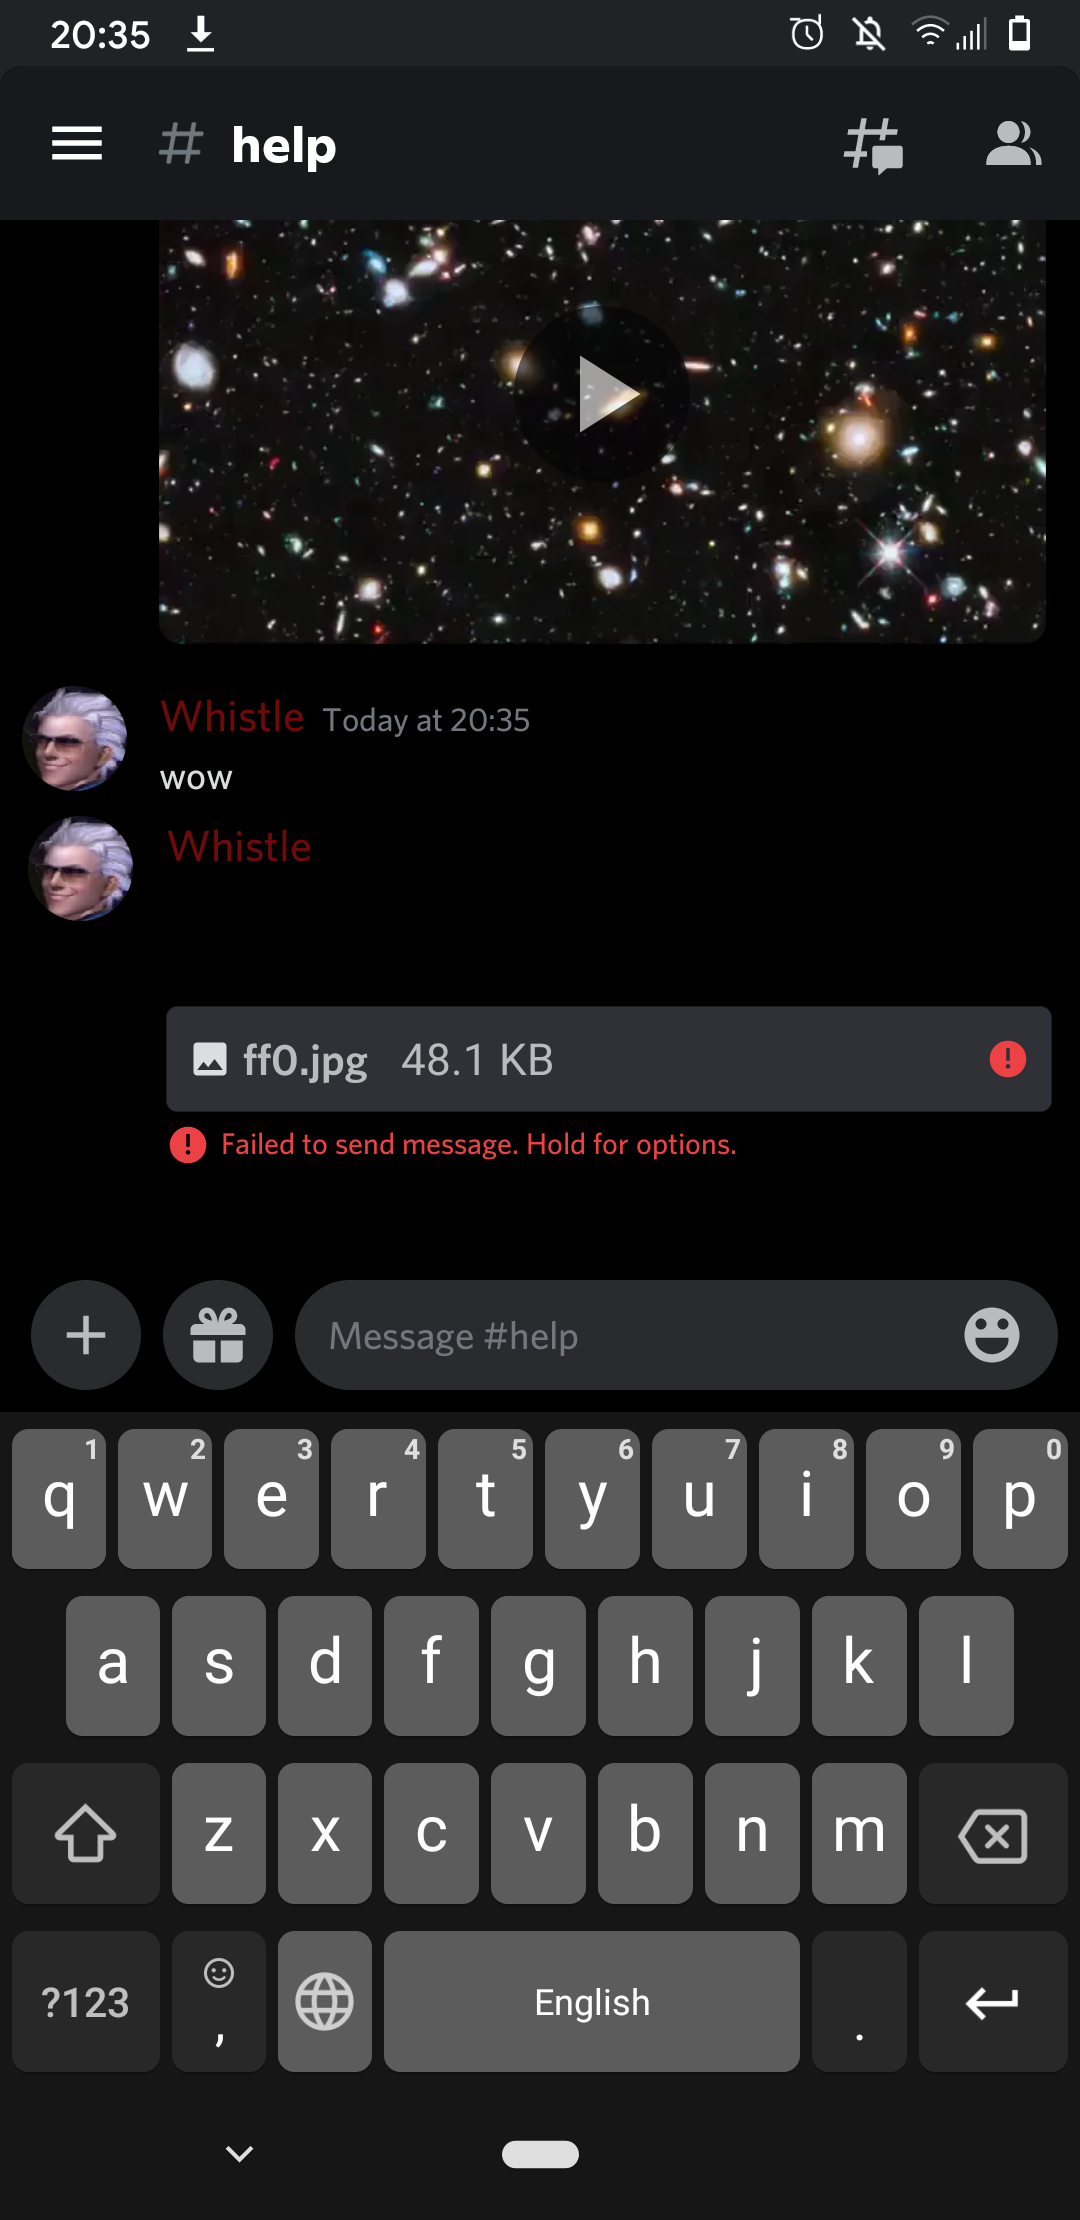 20:35
# help
Whistle Today at 20:35
wow
Whistle
ff0.jpg 48.1 KB
Failed to send message. Hold for options.
Message #help
1 2 3 4 5 6 7 8 9 0
q w e r t y u i o p
a s d f g h j k l
z x c v b n m
?123 , English .